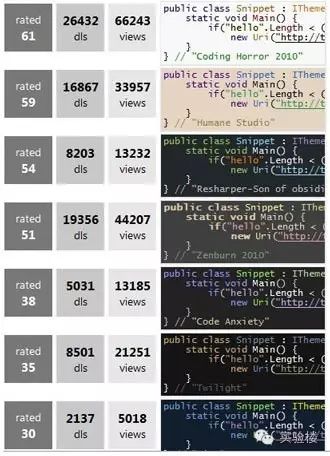 rated 61
26432 dls
66243 views
public class Snippet : ITheme
static void Main() {
if("hello".Length < (
new Uri("http://t
} // "Coding Horror 2010"
rated 59
16867 dls
33957 views
public class Snippet : IThem
static void Main() {
if("hello".Length < (
new Uri("http://t
} // "Humane Studio"
rated 54
8203 dls
13232 views
public class Snippet : ITheme
static void Main() {
if("hello".Length < (
new Uri("http://t
} // "Resharper-Son of obsidi
rated 51
19356 dls
44207 views
public class Snippet : ITheme
static void Main() {
if("hello".Length < (
new Uri("http://t
} // "Zenburn 2010"
rated 38
5031 dls
13185 views
public class Snippet : IThem
static void Main() {
if("hello".Length < (
new Uri("http://t
} // "Code Anxiety"
rated 35
8501 dls
21251 views
public class Snippet : ITheme
static void Main() {
if("hello".Length < (
new Uri("http://t
} // "Twilight"
rated 30
2137 dls
5018 views
public class Snippet : IThem
static void Main() {
if("hello".Length < (
实验楼